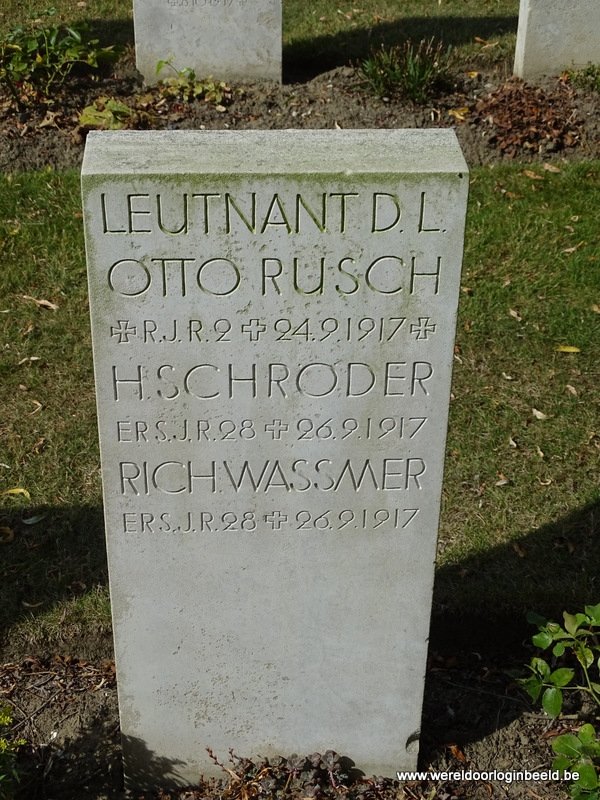 LEUTNANT D. L.
OTTO RUSCH
✠ R.J.R.2 ✠ 24.9.1917 ✠
H. SCHRÖDER
ERS.J.R.28 ✠ 26.9.1917
RICH. WASSMER
ERS.J.R.28 ✠ 26.9.1917
www.wereldoorloginbeeld.be